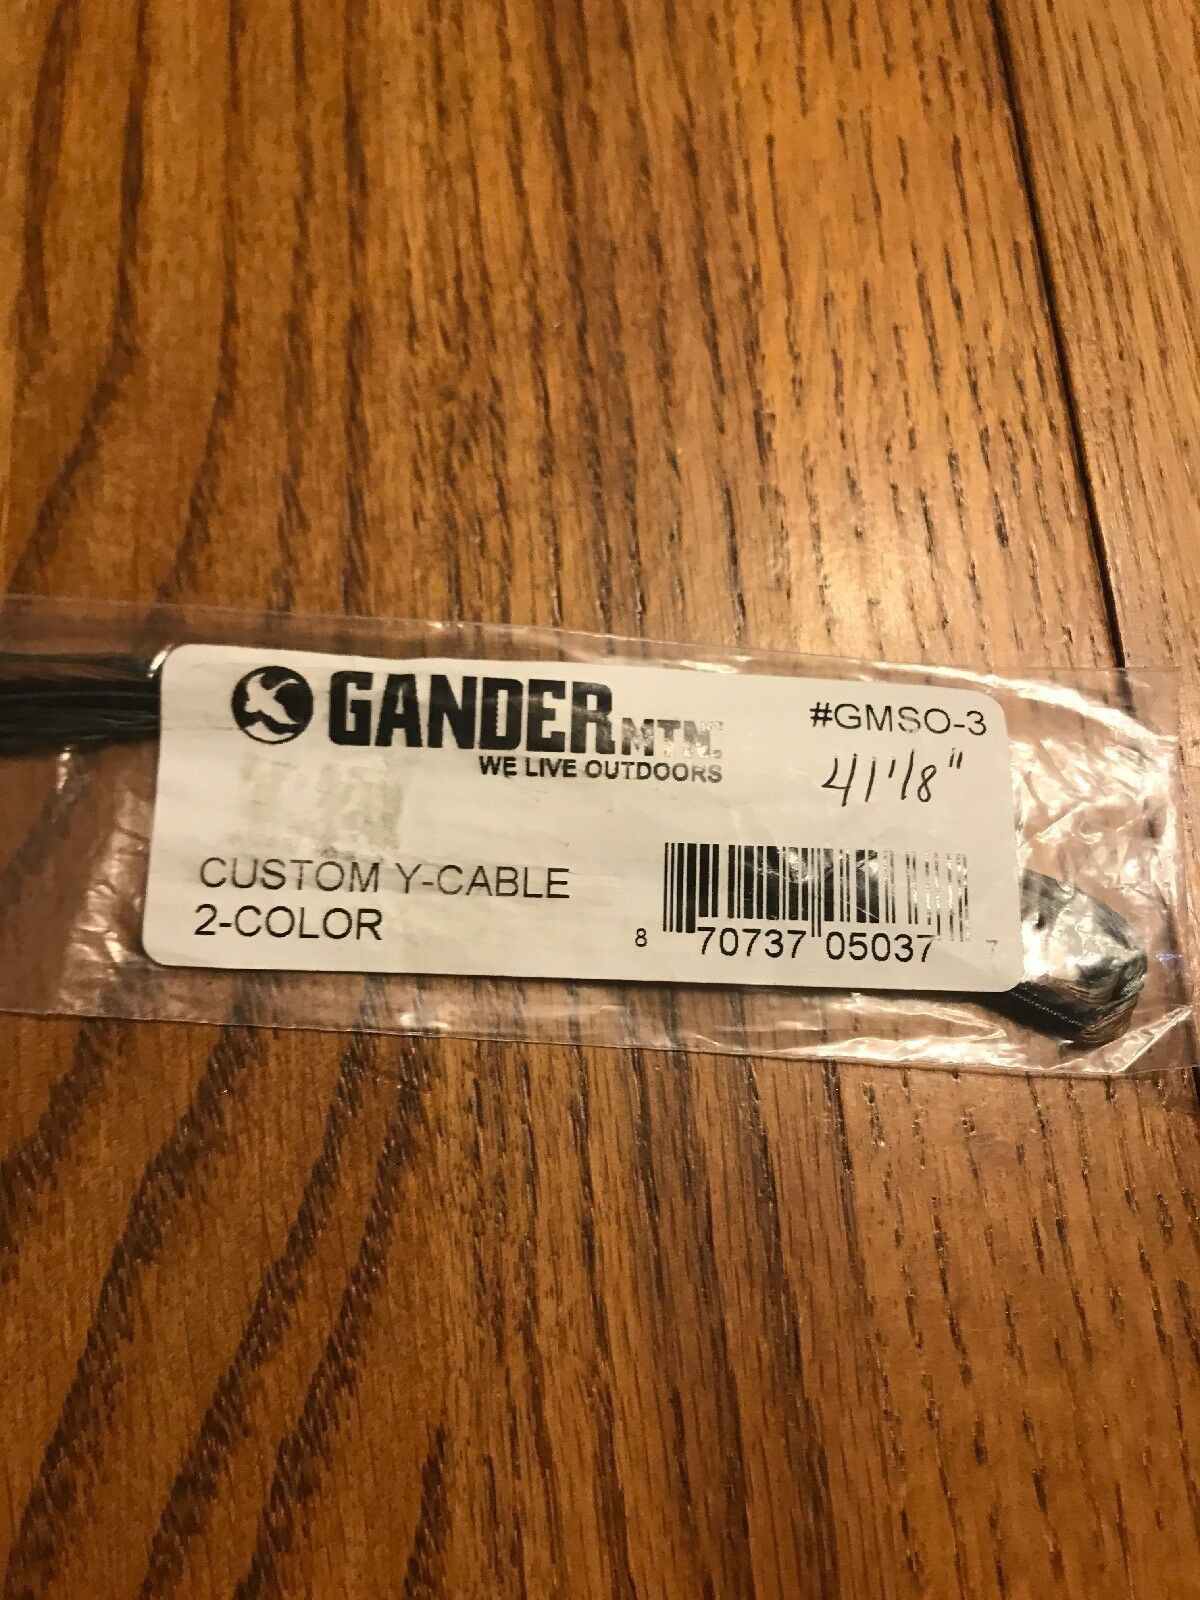 GANDER MTN.
WE LIVE OUTDOORS
#GMSO-3
41 1/8"
CUSTOM Y-CABLE
2-COLOR
8 70737 05037 7